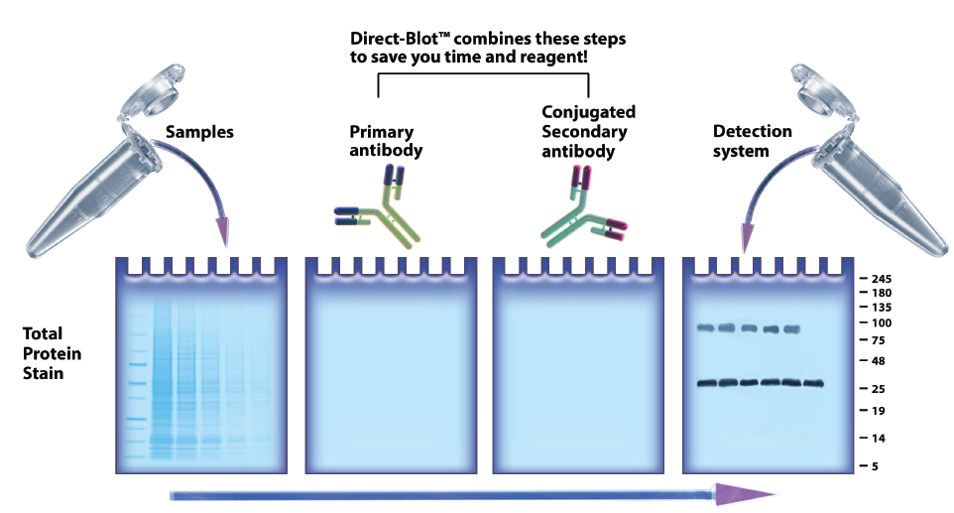 Direct-Blot™ combines these steps
to save you time and reagent!
Samples
Primary
antibody
Conjugated
Secondary
antibody
Detection
system
Total
Protein
Stain
245
180
135
100
75
48
25
19
14
5